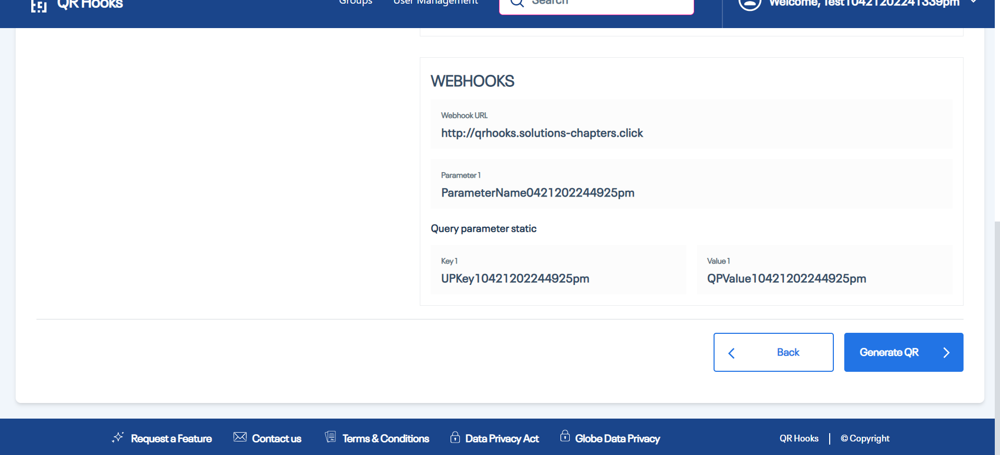 QR Hooks
Groups
User Management
Search
Welcome, Test10421202241339pm
WEBHOOKS
Webhook URL
http://qrhooks.solutions-chapters.click
Parameter 1
ParameterName0421202244925pm
Query parameter static
Key 1
UPKey10421202244925pm
Value 1
QPValue10421202244925pm
Back
Generate QR
Request a Feature
Contact us
Terms & Conditions
Data Privacy Act
Globe Data Privacy
QR Hooks
© Copyright